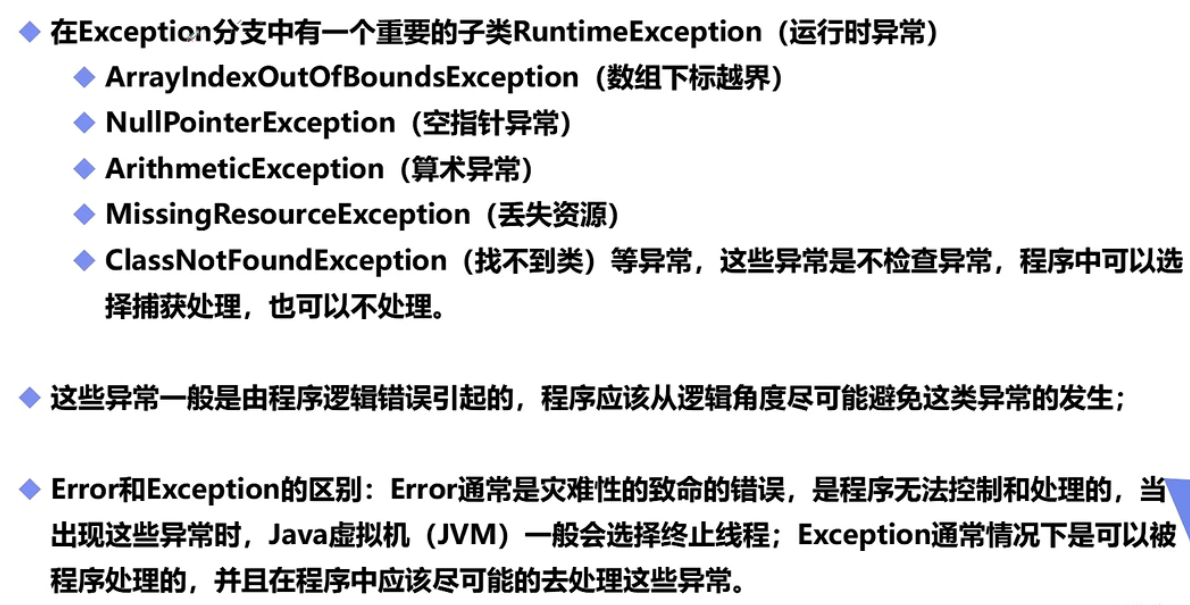 在Exception分支中有一个重要的子类RuntimeException（运行时异常）
ArrayIndexOutOfBoundsException（数组下标越界）
NullPointerException（空指针异常）
ArithmeticException（算术异常）
MissingResourceException（丢失资源）
ClassNotFoundException（找不到类）等异常，这些异常是不检查异常，程序中可以选
择捕获处理，也可以不处理。
这些异常一般是由程序逻辑错误引起的，程序应该从逻辑角度尽可能避免这类异常的发生；
Error和Exception的区别：Error通常是灾难性的致命的错误，是程序无法控制和处理的，当
出现这些异常时，Java虚拟机（JVM）一般会选择终止线程；Exception通常情况下是可以被
程序处理的，并且在程序中应该尽可能的去处理这些异常。